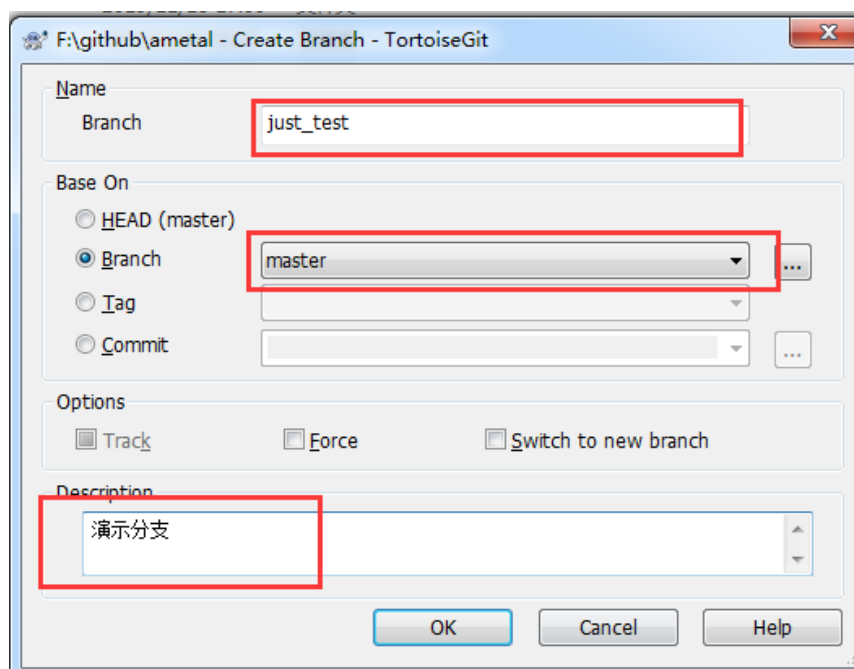 F:\github\ametal - Create Branch - TortoiseGit
Name
Branch just_test
Base On
HEAD (master)
Branch master ...
Tag
Commit ...
Options
Track Force Switch to new branch
Description
演示分支
OK Cancel Help